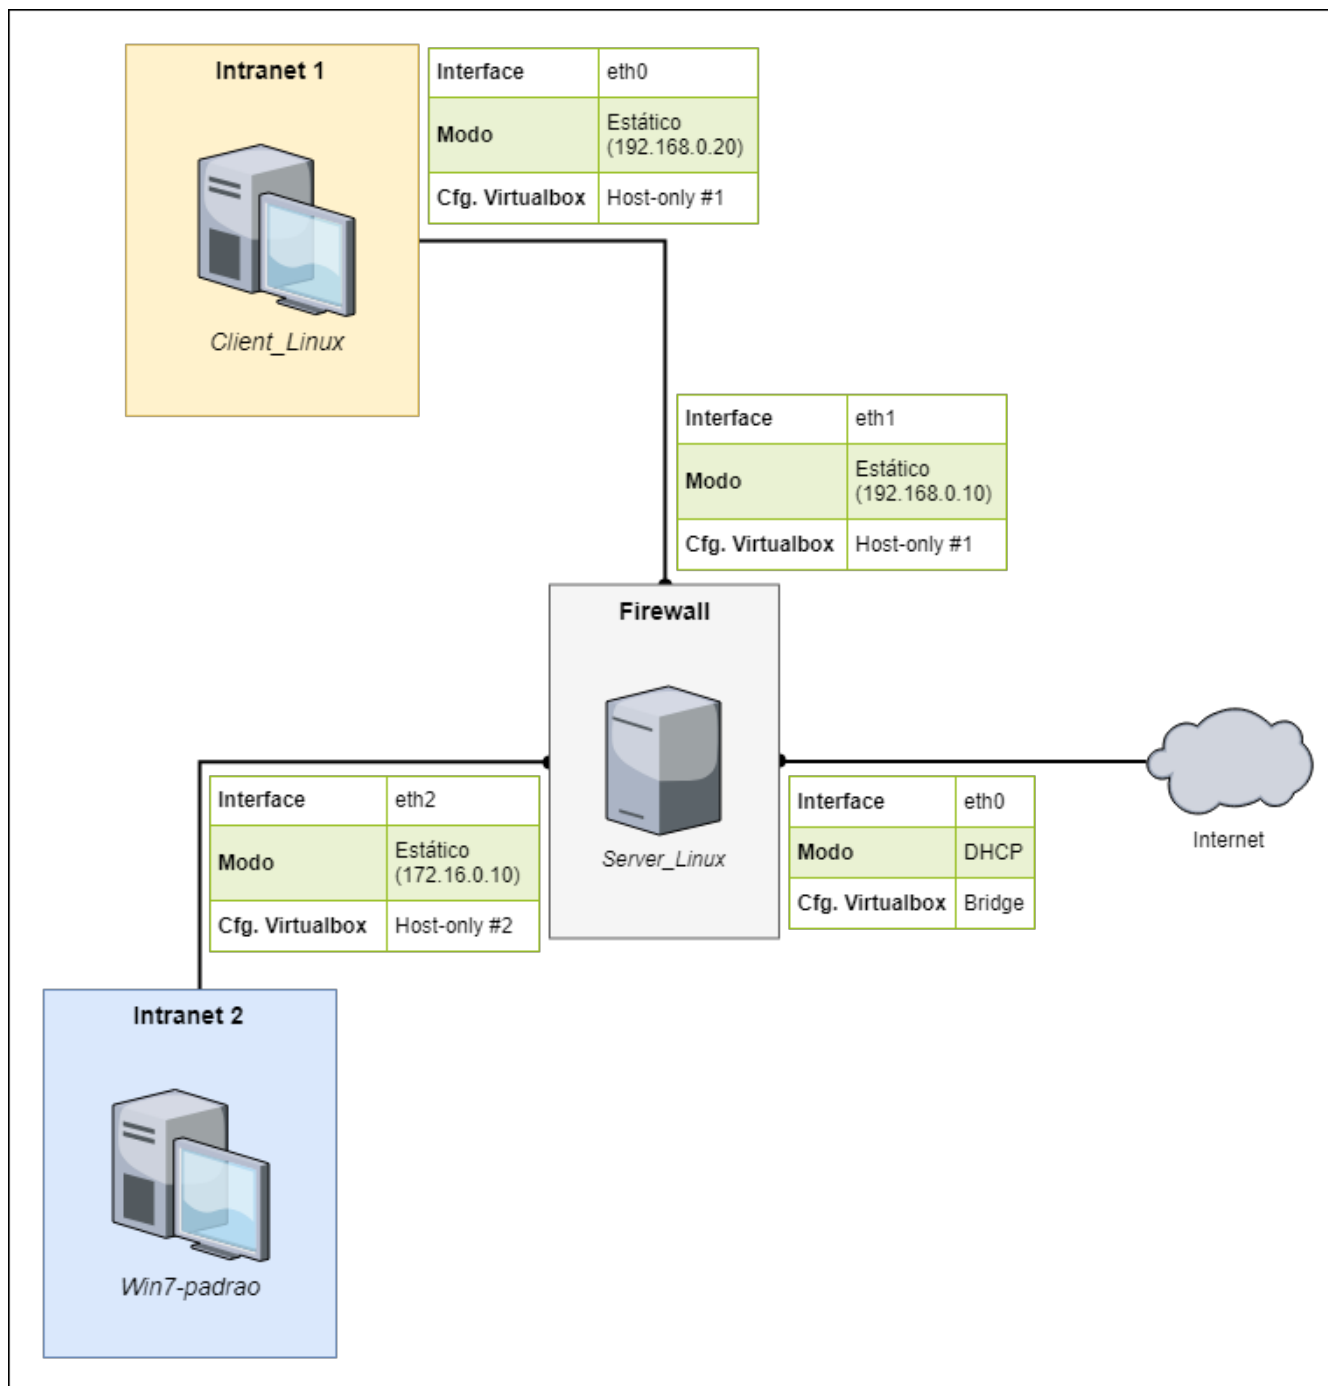 Intranet 1
Client_Linux
Interface eth0
Modo Estático
(192.168.0.20)
Cfg. Virtualbox Host-only #1
Interface eth1
Modo Estático
(192.168.0.10)
Cfg. Virtualbox Host-only #1
Firewall
Server_Linux
Interface eth2
Modo Estático
(172.16.0.10)
Cfg. Virtualbox Host-only #2
Interface eth0
Modo DHCP
Cfg. Virtualbox Bridge
Internet
Intranet 2
Win7-padrao